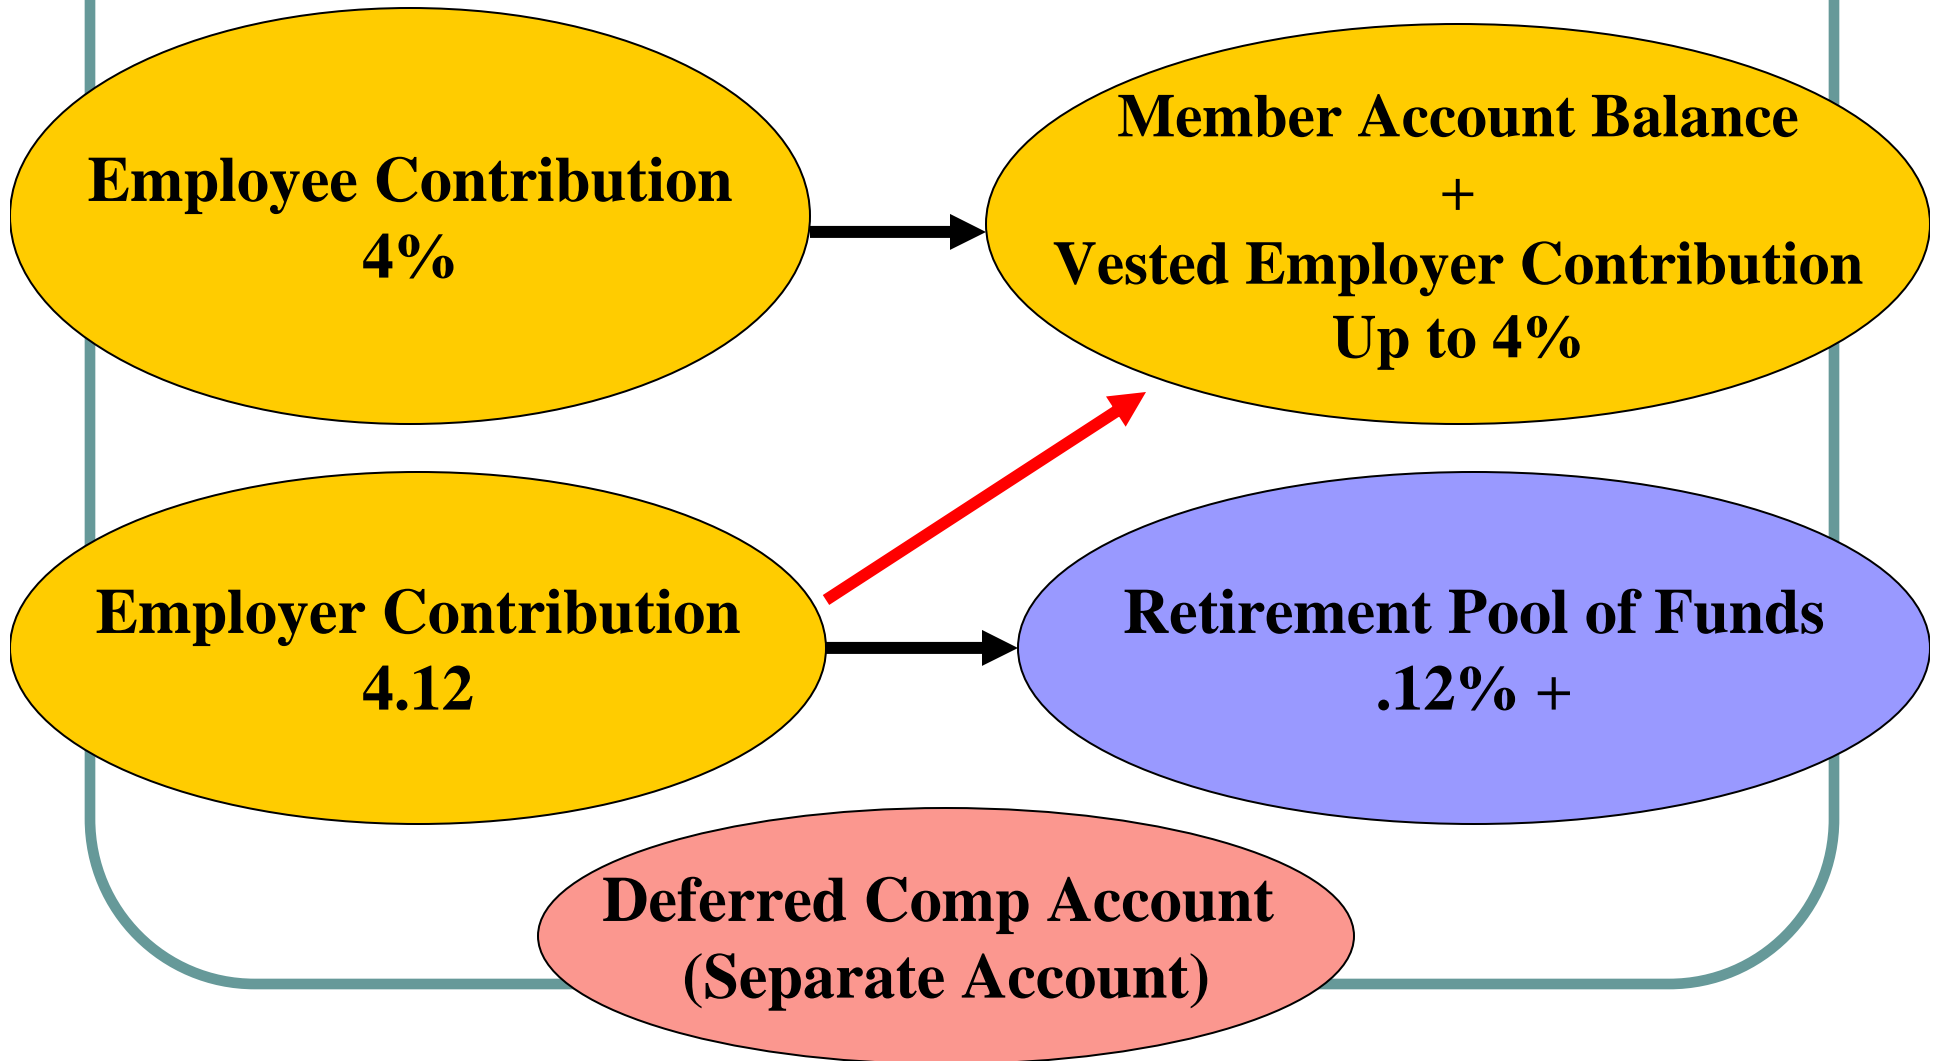 Employee Contribution
4%
Member Account Balance
+
Vested Employer Contribution
Up to 4%
Employer Contribution
4.12
Retirement Pool of Funds
.12% +
Deferred Comp Account
(Separate Account)